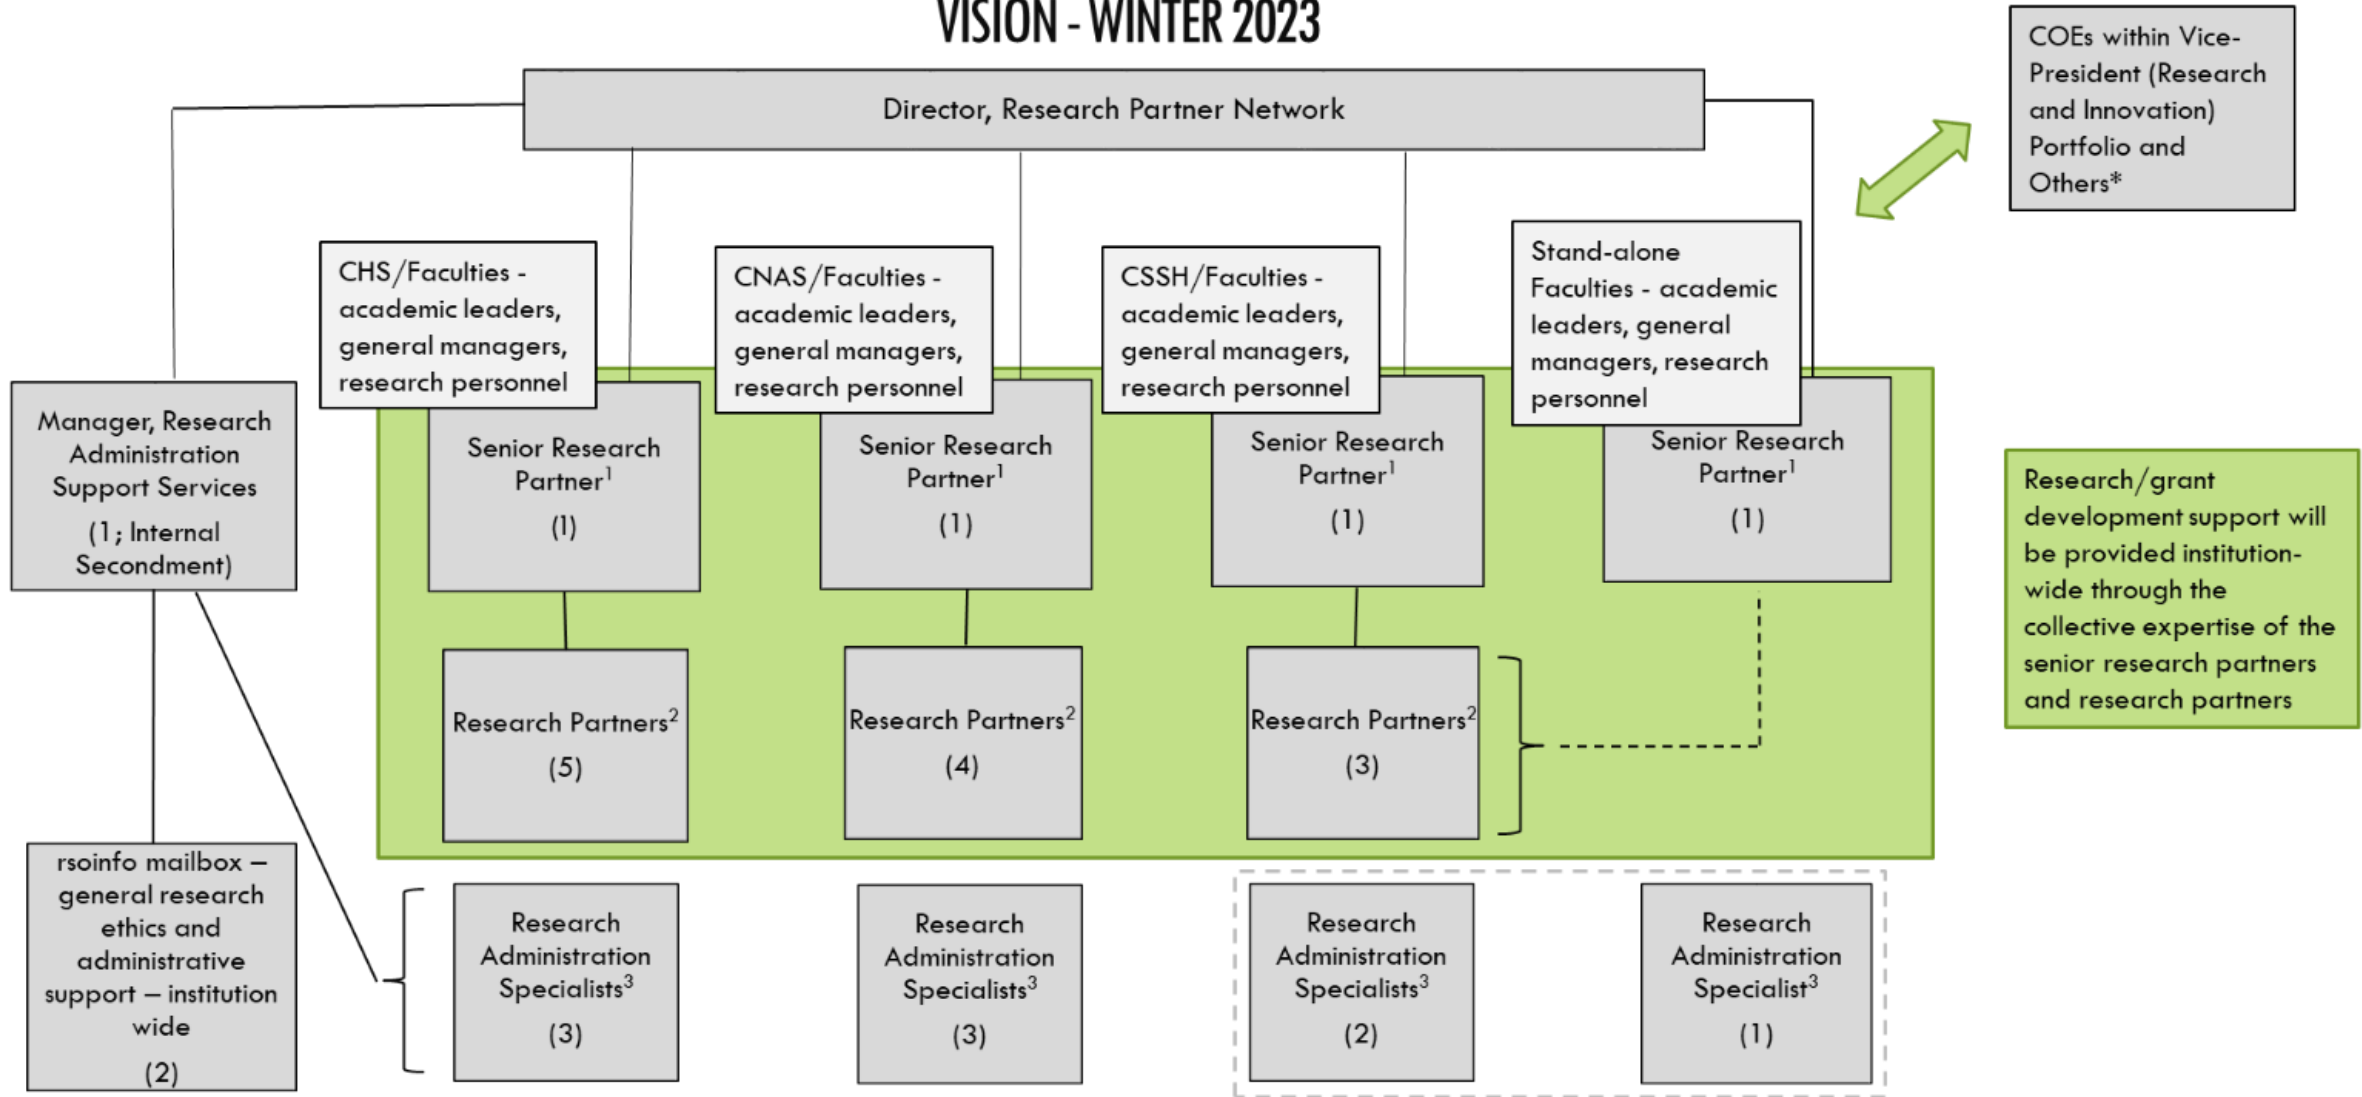 VISION - WINTER 2023
COEs within Vice-
President (Research
and Innovation)
Portfolio and
Others*
Director, Research Partner Network
CHS/Faculties -
academic leaders,
general managers,
research personnel
CNAS/Faculties -
academic leaders,
general managers,
research personnel
CSSH/Faculties -
academic leaders,
general managers,
research personnel
Stand-alone
Faculties - academic
leaders, general
managers, research
personnel
Manager, Research
Administration
Support Services
(1; Internal
Secondment)
Senior Research
Partner¹
(1)
Senior Research
Partner¹
(1)
Senior Research
Partner¹
(1)
Senior Research
Partner¹
(1)
Research/grant
development support will
be provided institution-
wide through the
collective expertise of the
senior research partners
and research partners
Research Partners²
(5)
Research Partners²
(4)
Research Partners²
(3)
rsoinfo mailbox –
general research
ethics and
administrative
support – institution
wide
(2)
Research
Administration
Specialists³
(3)
Research
Administration
Specialists³
(3)
Research
Administration
Specialists³
(2)
Research
Administration
Specialist³
(1)